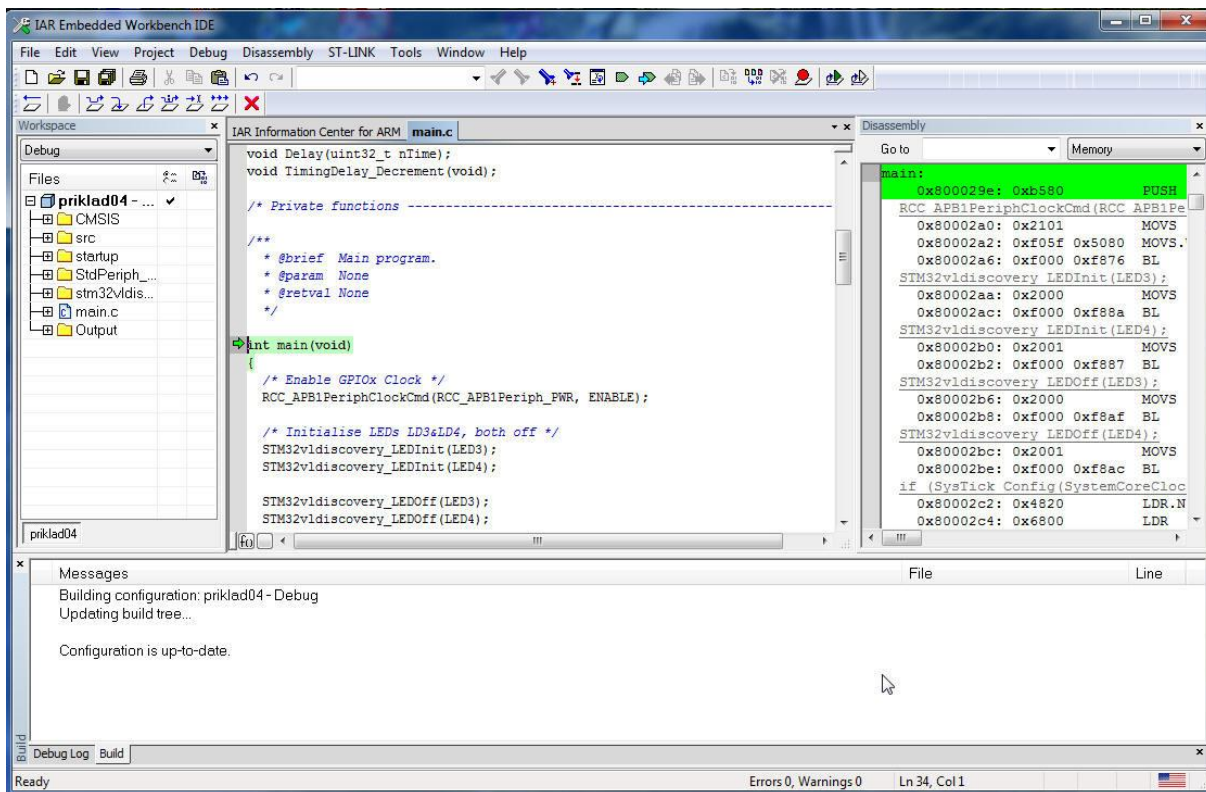 IAR Embedded Workbench IDE
File Edit View Project Debug Disassembly ST-LINK Tools Window Help
Workspace
Debug
Files
priklad04 - ...
CMSIS
src
startup
StdPeriph_...
stm32vldis...
main.c
Output
priklad04
IAR Information Center for ARM main.c
void Delay(uint32_t nTime);
void TimingDelay_Decrement(void);
/* Private functions ---------------------------------------------------------
/**
* @brief Main program.
* @param None
* @retval None
*/
int main(void)
{
/* Enable GPIOx Clock */
RCC_APB1PeriphClockCmd(RCC_APB1Periph_PWR, ENABLE);
/* Initialise LEDs LD3&LD4, both off */
STM32vldiscovery_LEDInit(LED3);
STM32vldiscovery_LEDInit(LED4);
STM32vldiscovery_LEDOff(LED3);
STM32vldiscovery_LEDOff(LED4);
f()
Disassembly
Go to Memory
main:
0x800029e: 0xb580 PUSH
RCC_APB1PeriphClockCmd(RCC_APB1Pe
0x80002a0: 0x2101 MOVS
0x80002a2: 0xf05f 0x5080 MOVS.
0x80002a6: 0xf000 0xf876 BL
STM32vldiscovery_LEDInit(LED3);
0x80002aa: 0x2000 MOVS
0x80002ac: 0xf000 0xf88a BL
STM32vldiscovery_LEDInit(LED4);
0x80002b0: 0x2001 MOVS
0x80002b2: 0xf000 0xf887 BL
STM32vldiscovery_LEDOff(LED3);
0x80002b6: 0x2000 MOVS
0x80002b8: 0xf000 0xf8af BL
STM32vldiscovery_LEDOff(LED4);
0x80002bc: 0x2001 MOVS
0x80002be: 0xf000 0xf8ac BL
if (SysTick_Config(SystemCoreCloc
0x80002c2: 0x4820 LDR.N
0x80002c4: 0x6800 LDR
Messages File Line
Building configuration: priklad04 - Debug
Updating build tree...
Configuration is up-to-date.
Build
Debug Log Build
Ready Errors 0, Warnings 0 Ln 34, Col 1